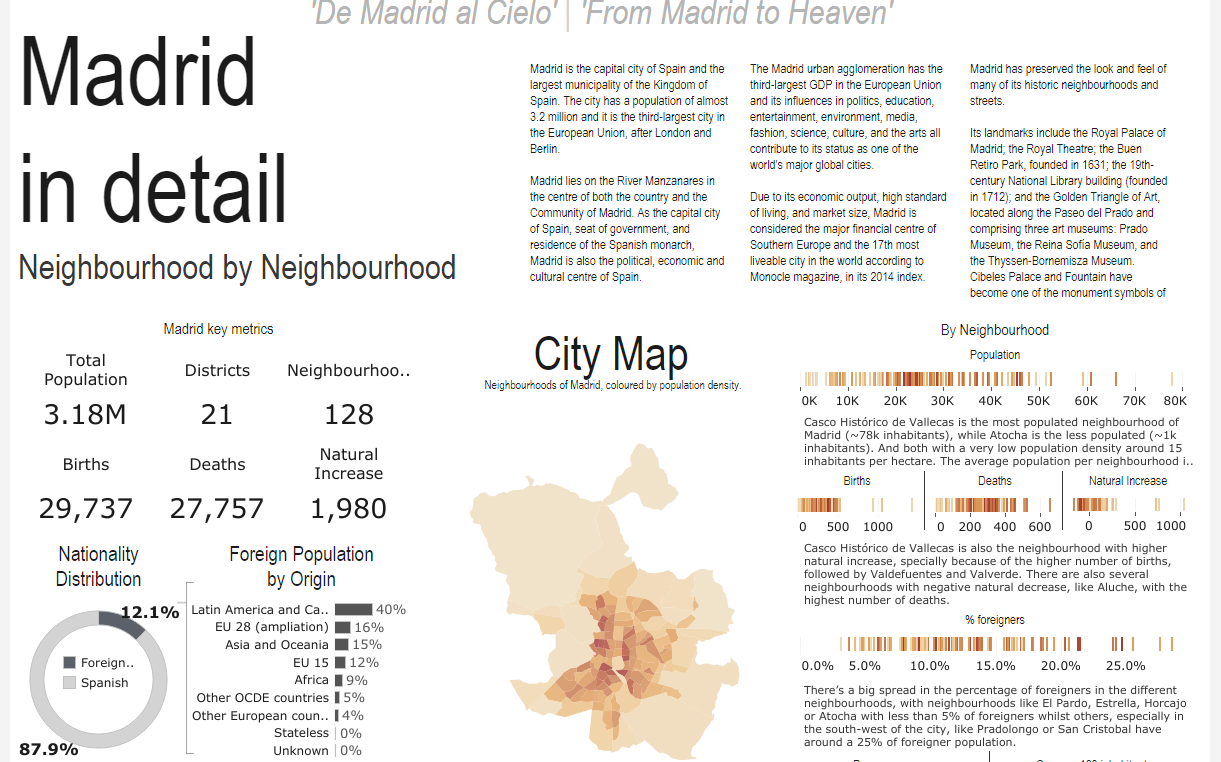 'De Madrid al Cielo' | 'From Madrid to Heaven'
Madrid
in detail
Neighbourhood by Neighbourhood
Madrid is the capital city of Spain and the
largest municipality of the Kingdom of
Spain. The city has a population of almost
3.2 million and it is the third-largest city in
the European Union, after London and
Berlin.
Madrid lies on the River Manzanares in
the centre of both the country and the
Community of Madrid. As the capital city
of Spain, seat of government, and
residence of the Spanish monarch,
Madrid is also the political, economic and
cultural centre of Spain.
The Madrid urban agglomeration has the
third-largest GDP in the European Union
and its influences in politics, education,
entertainment, environment, media,
fashion, science, culture, and the arts all
contribute to its status as one of the
world's major global cities.
Due to its economic output, high standard
of living, and market size, Madrid is
considered the major financial centre of
Southern Europe and the 17th most
liveable city in the world according to
Monocle magazine, in its 2014 index.
Madrid has preserved the look and feel of
many of its historic neighbourhoods and
streets.
Its landmarks include the Royal Palace of
Madrid; the Royal Theatre; the Buen
Retiro Park, founded in 1631; the 19th-
century National Library building (founded
in 1712); and the Golden Triangle of Art,
located along the Paseo del Prado and
comprising three art museums: Prado
Museum, the Reina Sofía Museum, and
the Thyssen-Bornemisza Museum.
Cibeles Palace and Fountain have
become one of the monument symbols of
Madrid key metrics
Total
Population
Districts
Neighbourhoo..
3.18M
21
128
Births
Deaths
Natural
Increase
29,737
27,757
1,980
Nationality
Distribution
12.1%
Foreign..
Spanish
87.9%
Foreign Population
by Origin
Latin America and Ca.. 40%
EU 28 (ampliation) 16%
Asia and Oceania 15%
EU 15 12%
Africa 9%
Other OCDE countries 5%
Other European coun.. 4%
Stateless 0%
Unknown 0%
City Map
Neighbourhoods of Madrid, coloured by population density.
By Neighbourhood
Population
0K 10K 20K 30K 40K 50K 60K 70K 80K
Casco Histórico de Vallecas is the most populated neighbourhood of
Madrid (~78k inhabitants), while Atocha is the less populated (~1k
inhabitants). And both with a very low population density around 15
inhabitants per hectare. The average population per neighbourhood i..
Births
0 500 1000
Deaths
0 200 400 600
Natural Increase
0 500 1000
Casco Histórico de Vallecas is also the neighbourhood with higher
natural increase, specially because of the higher number of births,
followed by Valdefuentes and Valverde. There are also several
neighbourhoods with negative natural decrease, like Aluche, with the
highest number of deaths.
% foreigners
0.0% 5.0% 10.0% 15.0% 20.0% 25.0%
There's a big spread in the percentage of foreigners in the different
neighbourhoods, with neighbourhoods like El Pardo, Estrella, Horcajo
or Atocha with less than 5% of foreigners whilst others, especially in
the south-west of the city, like Pradolongo or San Cristobal have
around a 25% of foreigner population.